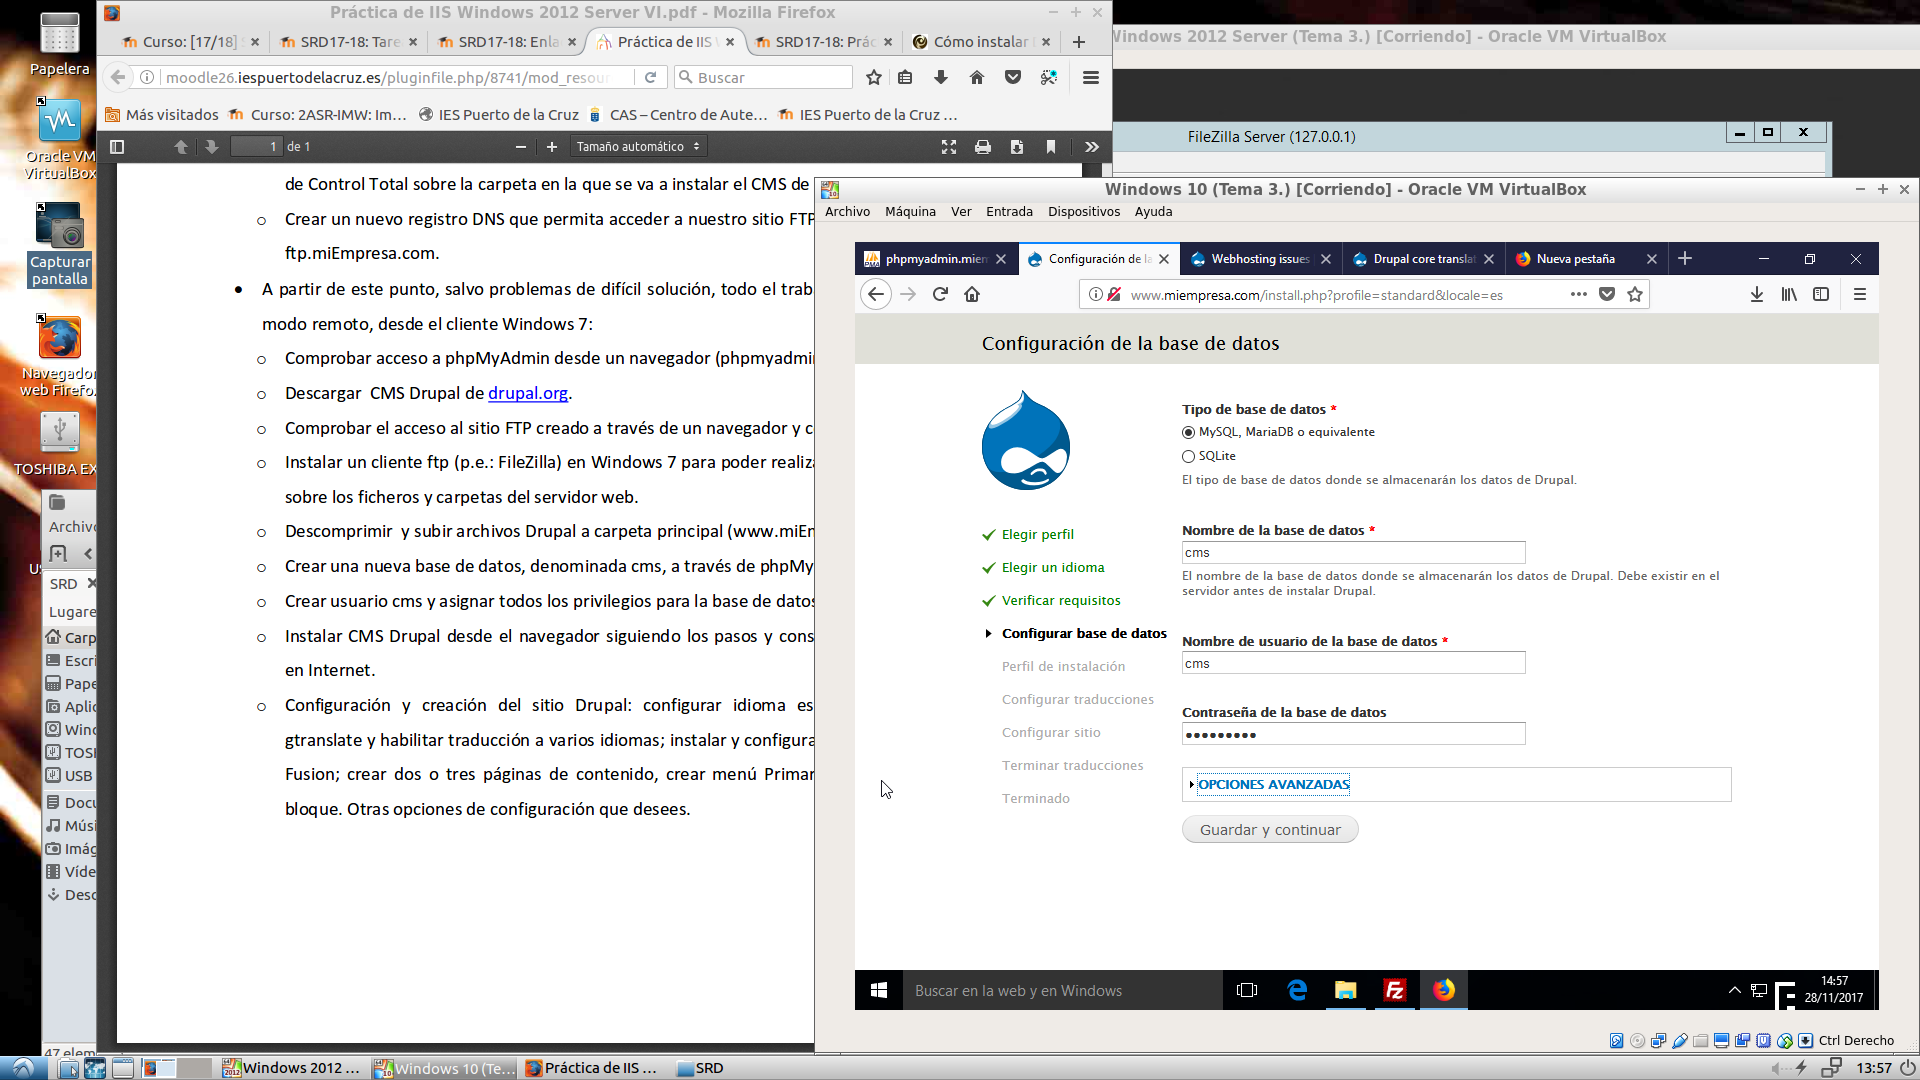 Papelera
Oracle VM
VirtualBox
Capturar
pantalla
Navegador
web Firefo
TOSHIBA EX
Práctica de IIS Windows 2012 Server VI.pdf - Mozilla Firefox
Curso: [17/18]
SRD17-18: Tare
SRD17-18: Enla
Práctica de IIS
SRD17-18: Prác
Cómo instalar
moodle26.iespuertodelacruz.es/pluginfile.php/8741/mod_resour
Buscar
Más visitados
Curso: 2ASR-IMW: Im...
IES Puerto de la Cruz
CAS – Centro de Aute...
IES Puerto de la Cruz ...
1
de 1
Tamaño automático
de Control Total sobre la carpeta en la que se va a instalar el CMS de
o Crear un nuevo registro DNS que permita acceder a nuestro sitio FTP
ftp.miEmpresa.com.
• A partir de este punto, salvo problemas de difícil solución, todo el trab
modo remoto, desde el cliente Windows 7:
o Comprobar acceso a phpMyAdmin desde un navegador (phpmyadmi
o Descargar CMS Drupal de drupal.org.
o Comprobar el acceso al sitio FTP creado a través de un navegador y c
o Instalar un cliente ftp (p.e.: FileZilla) en Windows 7 para poder realiza
sobre los ficheros y carpetas del servidor web.
o Descomprimir y subir archivos Drupal a carpeta principal (www.miEm
o Crear una nueva base de datos, denominada cms, a través de phpMy
o Crear usuario cms y asignar todos los privilegios para la base de datos
o Instalar CMS Drupal desde el navegador siguiendo los pasos y cons
en Internet.
o Configuración y creación del sitio Drupal: configurar idioma es
gtranslate y habilitar traducción a varios idiomas; instalar y configura
Fusion; crear dos o tres páginas de contenido, crear menú Primar
bloque. Otras opciones de configuración que desees.
Archivo
SRD
Lugare
Carp
Escri
Pape
Aplic
Wind
TOSI
USB
Docu
Músi
Imág
Víde
Desc
47 elem
Windows 2012 Server (Tema 3.) [Corriendo] - Oracle VM VirtualBox
FileZilla Server (127.0.0.1)
Windows 10 (Tema 3.) [Corriendo] - Oracle VM VirtualBox
Archivo Máquina Ver Entrada Dispositivos Ayuda
phpmyadmin.miem
Configuración de la
Webhosting issues
Drupal core translat
Nueva pestaña
www.miempresa.com/install.php?profile=standard&locale=es
Configuración de la base de datos
Elegir perfil
Elegir un idioma
Verificar requisitos
Configurar base de datos
Perfil de instalación
Configurar traducciones
Configurar sitio
Terminar traducciones
Terminado
Tipo de base de datos *
MySQL, MariaDB o equivalente
SQLite
El tipo de base de datos donde se almacenarán los datos de Drupal.
Nombre de la base de datos *
cms
El nombre de la base de datos donde se almacenarán los datos de Drupal. Debe existir en el
servidor antes de instalar Drupal.
Nombre de usuario de la base de datos *
cms
Contraseña de la base de datos
•••••••••
OPCIONES AVANZADAS
Guardar y continuar
Buscar en la web y en Windows
14:57
28/11/2017
Ctrl Derecho
Windows 2012 ...
Windows 10 (Te...
Práctica de IIS ...
SRD
13:57